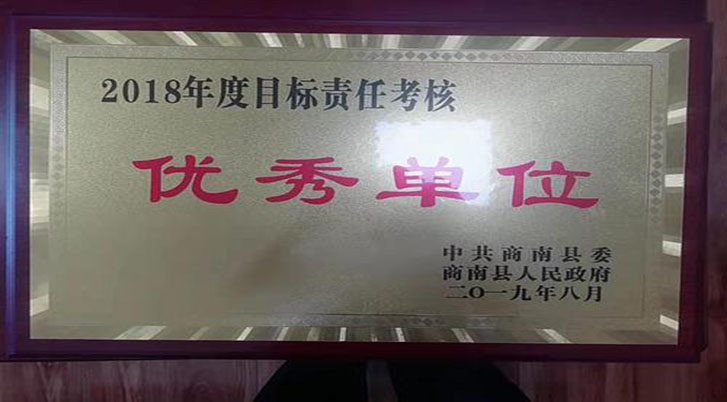 2018年度目标责任考核
优秀单位
中共商南县委
商南县人民政府
二O一九年八月